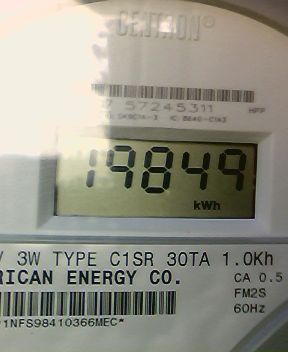 CENTRON®
57245311 HFP
19849
kWh
V 3W TYPE C1SR 30TA 1.0Kh
RICAN ENERGY CO. CA 0.5
FM2S
60Hz
*1NFS98410366MEC*